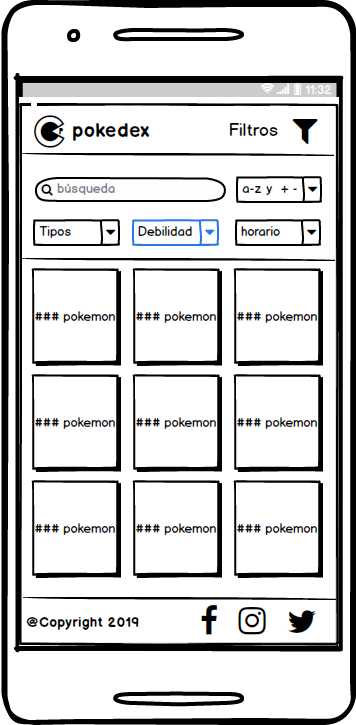 11:32
pokedex Filtros
búsqueda a-z y + -
Tipos Debilidad horario
### pokemon ### pokemon ### pokemon
### pokemon ### pokemon ### pokemon
### pokemon ### pokemon ### pokemon
@Copyright 2019